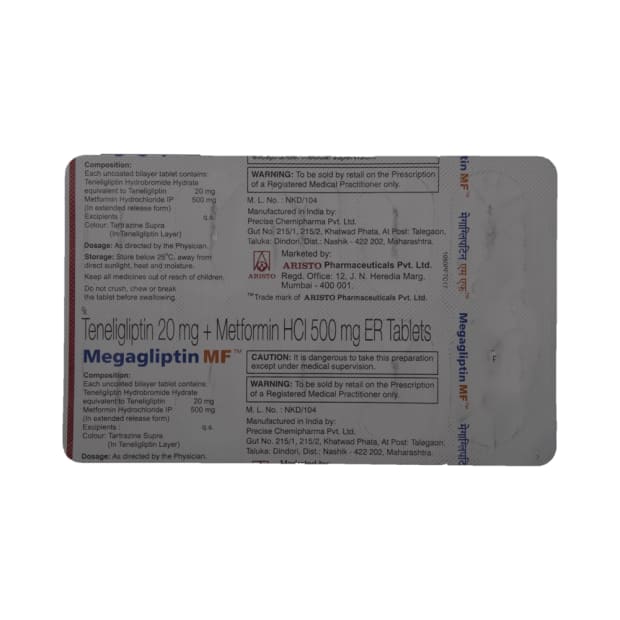 Composition:
Each uncoated bilayer tablet contains:
Teneligliptin Hydrobromide Hydrate
equivalent to Teneligliptin 20 mg
Metformin Hydrochloride IP 500 mg
(In extended release form)
Excipients : q.s.
Colour: Tartrazine Supra
(In Teneligliptin Layer)
Dosage: As directed by the Physician.
Storage: Store below 25°C, away from
direct sunlight, heat and moisture.
Keep all medicines out of reach of children.
Do not crush, chew or break
the tablet before swallowing.
WARNING: To be sold by retail on the Prescription
of a Registered Medical Practitioner only.
M. L. No. : NKD/104
Manufactured in India by:
Precise Chemipharma Pvt. Ltd.
Gut No. 215/1, 215/2, Khatwad Phata, At Post: Talegaon,
Taluka: Dindori, Dist.: Nashik - 422 202, Maharashtra.
Marketed by:
ARISTO Pharmaceuticals Pvt. Ltd.
ARISTO
Regd. Office: 12, J. N. Heredia Marg,
Mumbai - 400 001.
™Trade mark of ARISTO Pharmaceuticals Pvt. Ltd.
Rx
Teneligliptin 20 mg + Metformin HCl 500 mg ER Tablets
Megagliptin MF™
CAUTION: It is dangerous to take this preparation
except under medical supervision.
Composition:
Each uncoated bilayer tablet contains:
Teneligliptin Hydrobromide Hydrate
equivalent to Teneligliptin 20 mg
Metformin Hydrochloride IP 500 mg
(In extended release form)
Excipients : q.s.
Colour: Tartrazine Supra
(In Teneligliptin Layer)
Dosage: As directed by the Physician.
WARNING: To be sold by retail on the Prescription
of a Registered Medical Practitioner only.
M. L. No. : NKD/104
Manufactured in India by:
Precise Chemipharma Pvt. Ltd.
Gut No. 215/1, 215/2, Khatwad Phata, At Post: Talegaon,
Taluka: Dindori, Dist.: Nashik - 422 202, Maharashtra.
Marketed by:
मेगाग्लिप्टिन एम एफ™
Megagliptin MF™